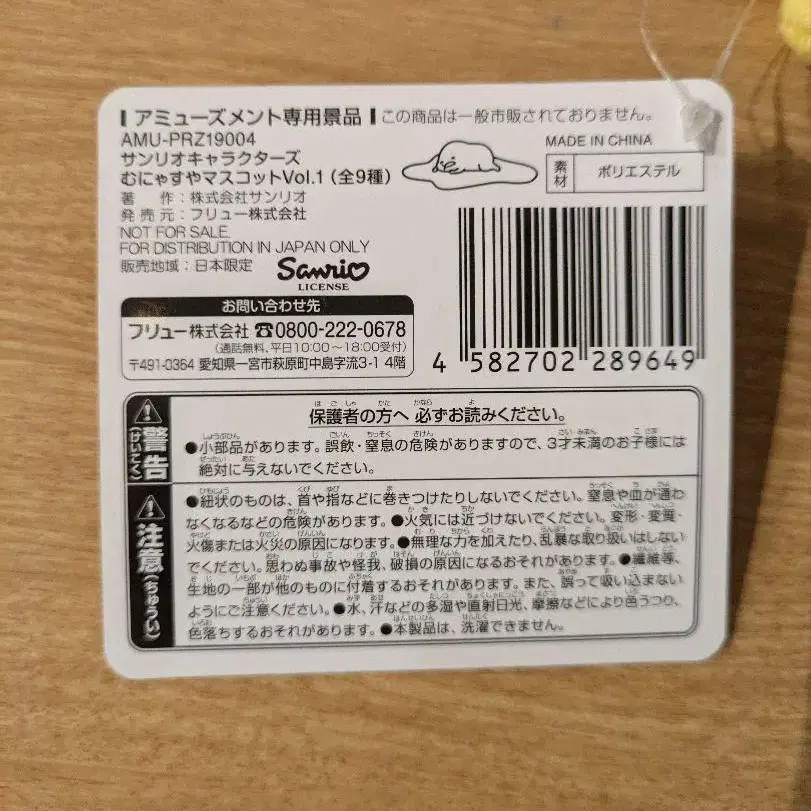 アミューズメント専用景品 この商品は一般市販されておりません。
AMU-PRZ19004
サンリオキャラクターズ
むにゃすやマスコットVol.1(全9種)
著 作:株式会社サンリオ
発 売 元:フリュー株式会社
NOT FOR SALE.
FOR DISTRIBUTION IN JAPAN ONLY
販売地域:日本限定
Sanrio
LICENSE
MADE IN CHINA
素材 ポリエステル
お問い合わせ先
フリュー株式会社 ☎0800-222-0678
(通話無料、平日10:00~18:00受付)
〒491-0364 愛知県一宮市萩原町中島字流3-1 4階
4 582702 289649
警告(けいこく)
保護者の方へ 必ずお読みください。
●小部品があります。誤飲・窒息の危険がありますので、3才未満のお子様には
絶対に与えないでください。
注意(ちゅうい)
●紐状のものは、首や指などに巻きつけたりしないでください。窒息や血が通わ
なくなるなどの危険があります。●火気には近づけないでください。変形・変質・
火傷または火災の原因になります。●無理な力を加えたり、乱暴な取り扱いはしない
でください。思わぬ事故や怪我、破損の原因になるおそれがあります。●繊維等、
生地の一部が他のものに付着するおそれがあります。また、誤って吸い込まない
ようにご注意ください。●水、汗などの多湿や直射日光、摩擦などにより色うつり、
色落ちするおそれがあります。●本製品は、洗濯できません。